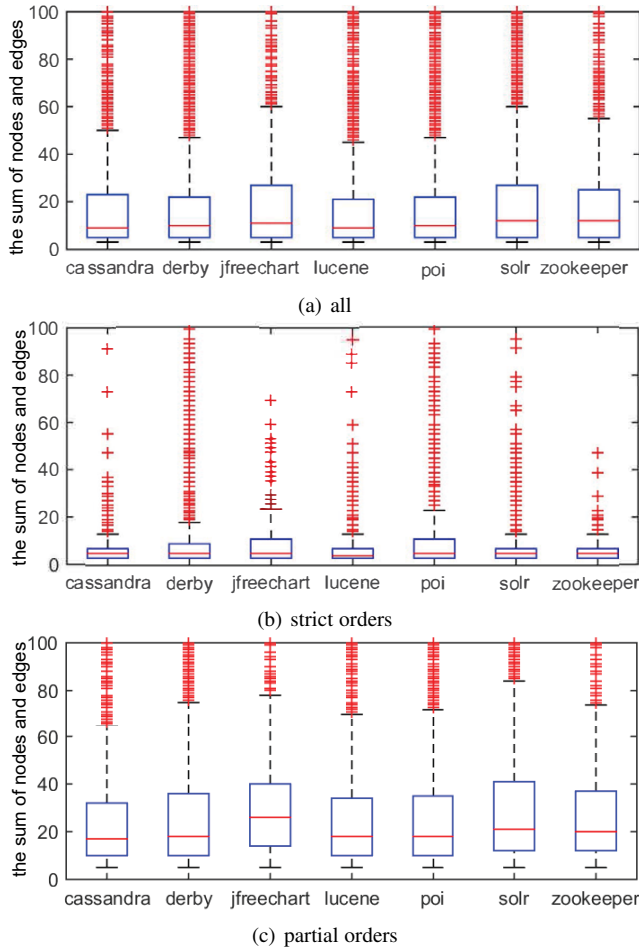 the sum of nodes and edges
100
80
60
40
20
0
cassandra derby jfreechart lucene poi solr zookeeper
(a) all
the sum of nodes and edges
100
80
60
40
20
0
cassandra derby jfreechart lucene poi solr zookeeper
(b) strict orders
the sum of nodes and edges
100
80
60
40
20
0
cassandra derby jfreechart lucene poi solr zookeeper
(c) partial orders